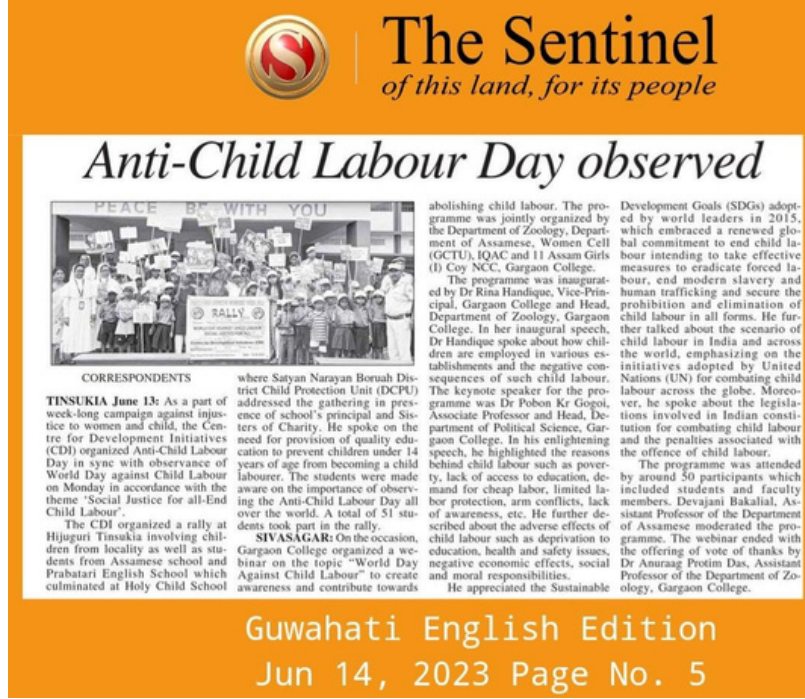 S
The Sentinel
of this land, for its people
Anti-Child Labour Day observed
PEACE BE WITH YOU
RALLY
CORRESPONDENTS
TINSUKIA June 13: As a part of
week-long campaign against injus-
tice to women and child, the Cen-
tre for Development Initiatives
(CDI) organized Anti-Child Labour
Day in sync with observance of
World Day against Child Labour
on Monday in accordance with the
theme 'Social Justice for all-End
Child Labour'.
The CDI organized a rally at
Hijuguri Tinsukia involving chil-
dren from locality as well as stu-
dents from Assamese school and
Prabatari English School which
culminated at Holy Child School
where Satyan Narayan Boruah Dis-
trict Child Protection Unit (DCPU)
addressed the gathering in pres-
ence of school's principal and Sis-
ters of Charity. He spoke on the
need for provision of quality edu-
cation to prevent children under 14
years of age from becoming a child
labourer. The students were made
aware on the importance of observ-
ing the Anti-Child Labour Day all
over the world. A total of 51 stu-
dents took part in the rally.
SIVASAGAR: On the occasion,
Gargaon College organized a we-
binar on the topic "World Day
Against Child Labour" to create
awareness and contribute towards
abolishing child labour. The pro-
gramme was jointly organized by
the Department of Zoology, Depart-
ment of Assamese, Women Cell
(GCTU), IQAC and 11 Assam Girls
(I) Coy NCC, Gargaon College.
The programme was inaugurat-
ed by Dr Rina Handique, Vice-Prin-
cipal, Gargaon College and Head,
Department of Zoology, Gargaon
College. In her inaugural speech,
Dr Handique spoke about how chil-
dren are employed in various es-
tablishments and the negative con-
sequences of such child labour.
The keynote speaker for the pro-
gramme was Dr Pobon Kr Gogoi,
Associate Professor and Head, De-
partment of Political Science, Gar-
gaon College. In his enlightening
speech, he highlighted the reasons
behind child labour such as pover-
ty, lack of access to education, de-
mand for cheap labor, limited la-
bor protection, arm conflicts, lack
of awareness, etc. He further de-
scribed about the adverse effects of
child labour such as deprivation to
education, health and safety issues,
negative economic effects, social
and moral responsibilities.
He appreciated the Sustainable
Development Goals (SDGs) adopt-
ed by world leaders in 2015,
which embraced a renewed glo-
bal commitment to end child la-
bour intending to take effective
measures to eradicate forced la-
bour, end modern slavery and
human trafficking and secure the
prohibition and elimination of
child labour in all forms. He fur-
ther talked about the scenario of
child labour in India and across
the world, emphasizing on the
initiatives adopted by United
Nations (UN) for combating child
labour across the globe. Moreo-
ver, he spoke about the legisla-
tions involved in Indian consti-
tution for combating child labour
and the penalties associated with
the offence of child labour.
The programme was attended
by around 50 participants which
included students and faculty
members. Devajani Bakalial, As-
sistant Professor of the Department
of Assamese moderated the pro-
gramme. The webinar ended with
the offering of vote of thanks by
Dr Anuraag Protim Das, Assistant
Professor of the Department of Zo-
ology, Gargaon College.
Guwahati English Edition
Jun 14, 2023 Page No. 5